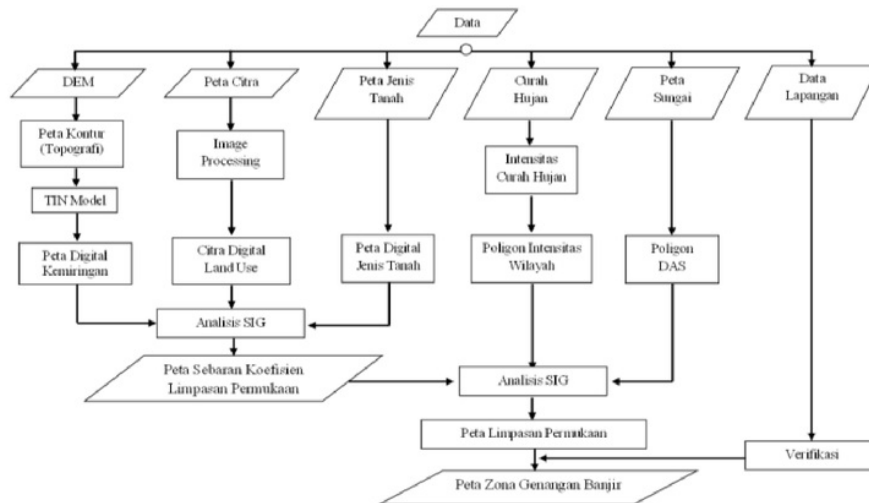 Data
DEM
Peta Citra
Peta Jenis
Tanah
Curah
Hujan
Peta
Sungai
Data
Lapangan
Peta Kontur
(Topografi)
Image
Processing
Intensitas
Curah Hujan
TIN Model
Peta Digital
Kemiringan
Citra Digital
Land Use
Peta Digital
Jenis Tanah
Poligon Intensitas
Wilayah
Poligon
DAS
Analisis SIG
Peta Sebaran Koefisien
Limpasan Permukaan
Analisis SIG
Peta Limpasan Permukaan
Verifikasi
Peta Zona Genangan Banjir